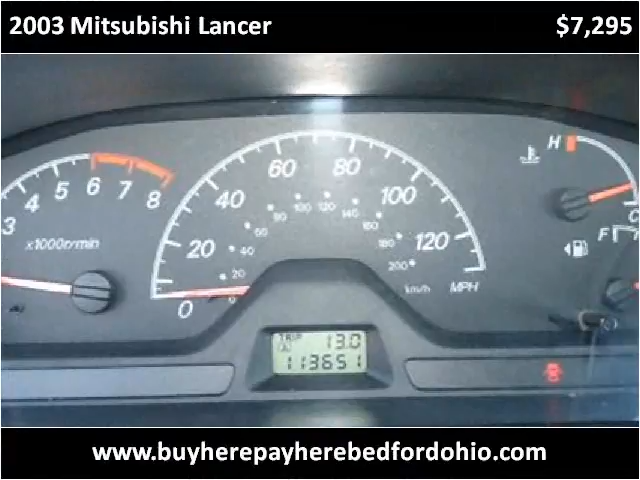 2003 Mitsubishi Lancer $7,295
60 80
H
40 100
5 6 7 8
4
3
100 120
80 140
60 160
40 180
20 200
x1000r/min
20 120
C
F
0 0 km/h MPH
TRIP A 13.0
113651
www.buyherepayherebedfordohio.com